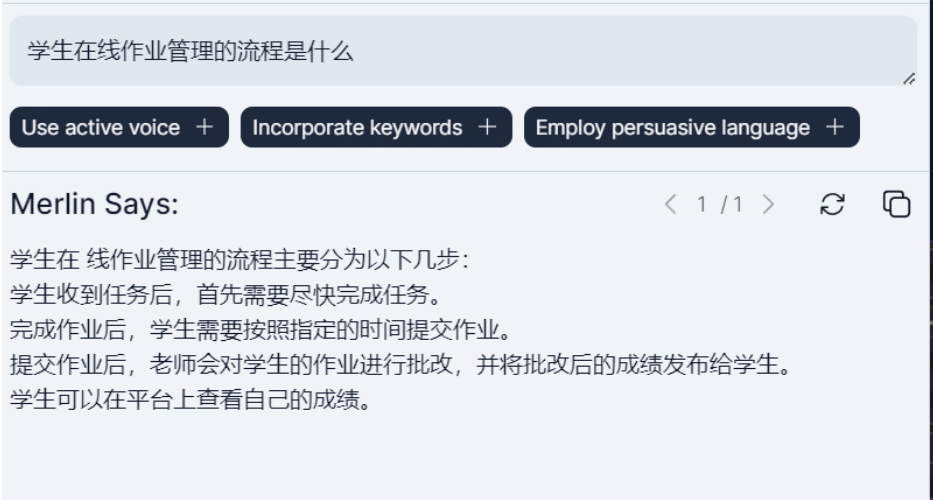 学生在线作业管理的流程是什么
Use active voice + Incorporate keywords + Employ persuasive language +
Merlin Says: < 1 / 1 >
学生在 线作业管理的流程主要分为以下几步：
学生收到任务后，首先需要尽快完成任务。
完成作业后，学生需要按照指定的时间提交作业。
提交作业后，老师会对学生的作业进行批改，并将批改后的成绩发布给学生。
学生可以在平台上查看自己的成绩。